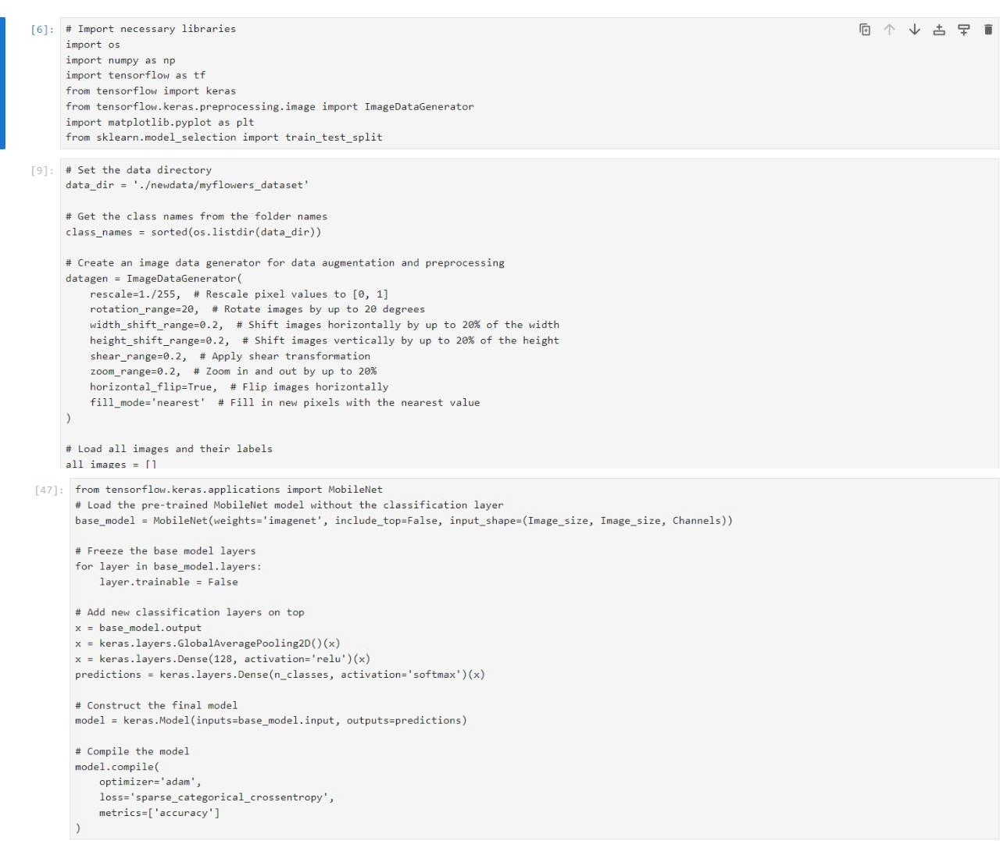 [6]: # Import necessary libraries
import os
import numpy as np
import tensorflow as tf
from tensorflow import keras
from tensorflow.keras.preprocessing.image import ImageDataGenerator
import matplotlib.pyplot as plt
from sklearn.model_selection import train_test_split
[9]: # Set the data directory
data_dir = './newdata/myflowers_dataset'
# Get the class names from the folder names
class_names = sorted(os.listdir(data_dir))
# Create an image data generator for data augmentation and preprocessing
datagen = ImageDataGenerator(
    rescale=1./255,  # Rescale pixel values to [0, 1]
    rotation_range=20,  # Rotate images by up to 20 degrees
    width_shift_range=0.2,  # Shift images horizontally by up to 20% of the width
    height_shift_range=0.2,  # Shift images vertically by up to 20% of the height
    shear_range=0.2,  # Apply shear transformation
    zoom_range=0.2,  # Zoom in and out by up to 20%
    horizontal_flip=True,  # Flip images horizontally
    fill_mode='nearest'  # Fill in new pixels with the nearest value
)
# Load all images and their labels
all_images = []
[47]: from tensorflow.keras.applications import MobileNet
# Load the pre-trained MobileNet model without the classification layer
base_model = MobileNet(weights='imagenet', include_top=False, input_shape=(Image_size, Image_size, Channels))
# Freeze the base model layers
for layer in base_model.layers:
    layer.trainable = False
# Add new classification layers on top
x = base_model.output
x = keras.layers.GlobalAveragePooling2D()(x)
x = keras.layers.Dense(128, activation='relu')(x)
predictions = keras.layers.Dense(n_classes, activation='softmax')(x)
# Construct the final model
model = keras.Model(inputs=base_model.input, outputs=predictions)
# Compile the model
model.compile(
    optimizer='adam',
    loss='sparse_categorical_crossentropy',
    metrics=['accuracy']
)